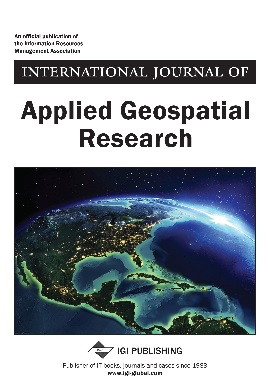 An official publication of
the Information Resources
Management Association
INTERNATIONAL JOURNAL OF
Applied Geospatial
Research
IGI PUBLISHING
Publisher of IT books, journals and cases since 1988
www.igi-global.com